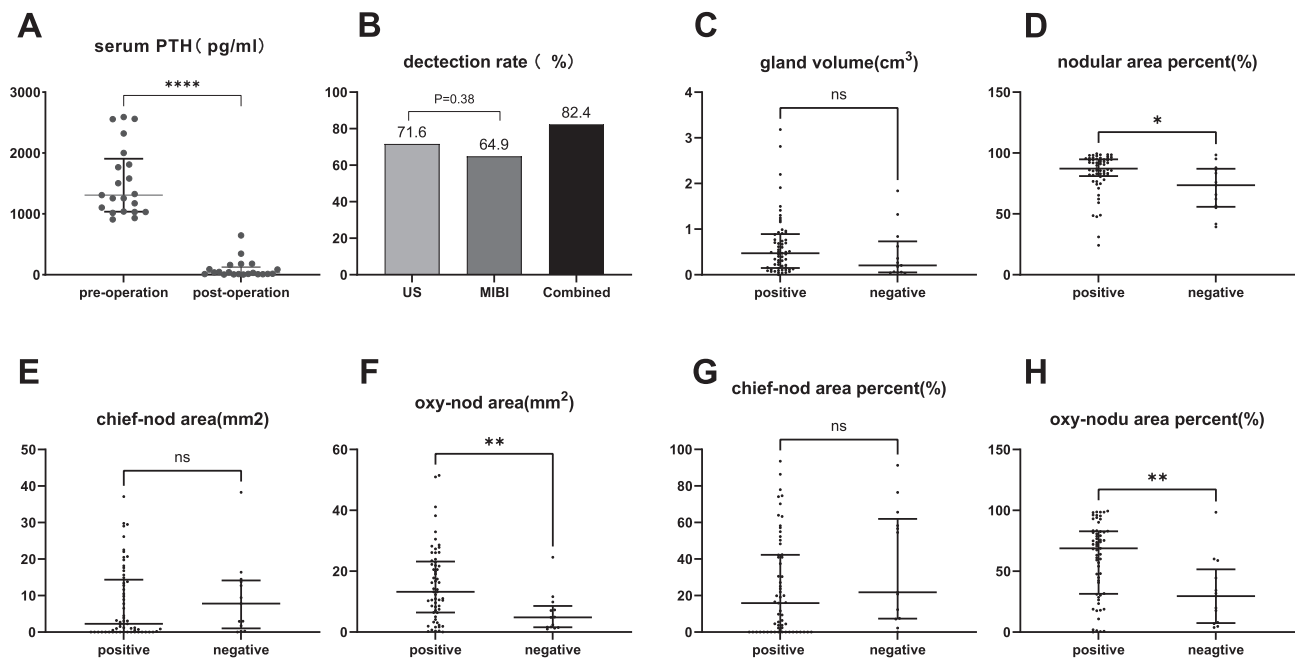 A
serum PTH（ pg/ml）
****
3000
2000
1000
0
pre-operation
post-operation
B
dectection rate（ %）
P=0.38
100
80
60
40
20
0
71.6
64.9
82.4
US
MIBI
Combined
C
gland volume(cm³)
ns
4
3
2
1
0
positive
negative
D
nodular area percent(%)
*
150
100
50
0
positive
negative
E
chief-nod area(mm2)
ns
50
40
30
20
10
0
positive
negative
F
oxy-nod area(mm²)
**
60
40
20
0
positive
negative
G
chief-nod area percent(%)
ns
100
80
60
40
20
0
positive
negative
H
oxy-nodu area percent(%)
**
150
100
50
0
positive
neagtive